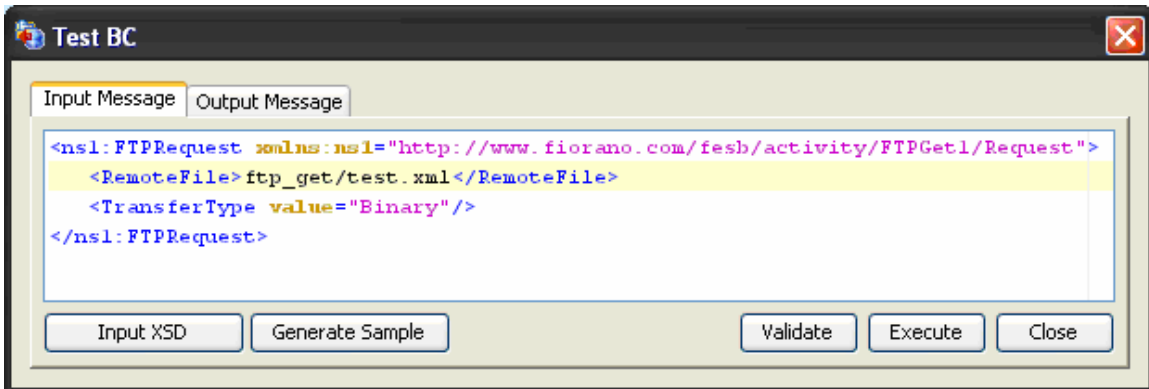 Test BC
Input Message Output Message
<ns1:FTPRequest xmlns:ns1="http://www.fiorano.com/fesb/activity/FTPGet1/Request">
<RemoteFile>ftp_get/test.xml</RemoteFile>
<TransferType value="Binary"/>
</ns1:FTPRequest>
Input XSD Generate Sample Validate Execute Close